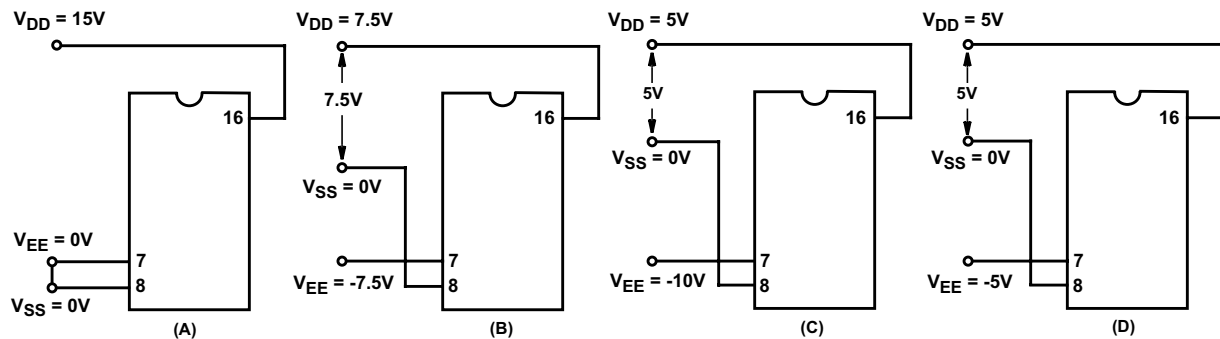 VDD = 15V
16
VEE = 0V
7
8
VSS = 0V
(A)
VDD = 7.5V
7.5V
16
VSS = 0V
7
VEE = -7.5V
8
(B)
VDD = 5V
5V
16
VSS = 0V
7
VEE = -10V
8
(C)
VDD = 5V
5V
16
VSS = 0V
7
VEE = -5V
8
(D)